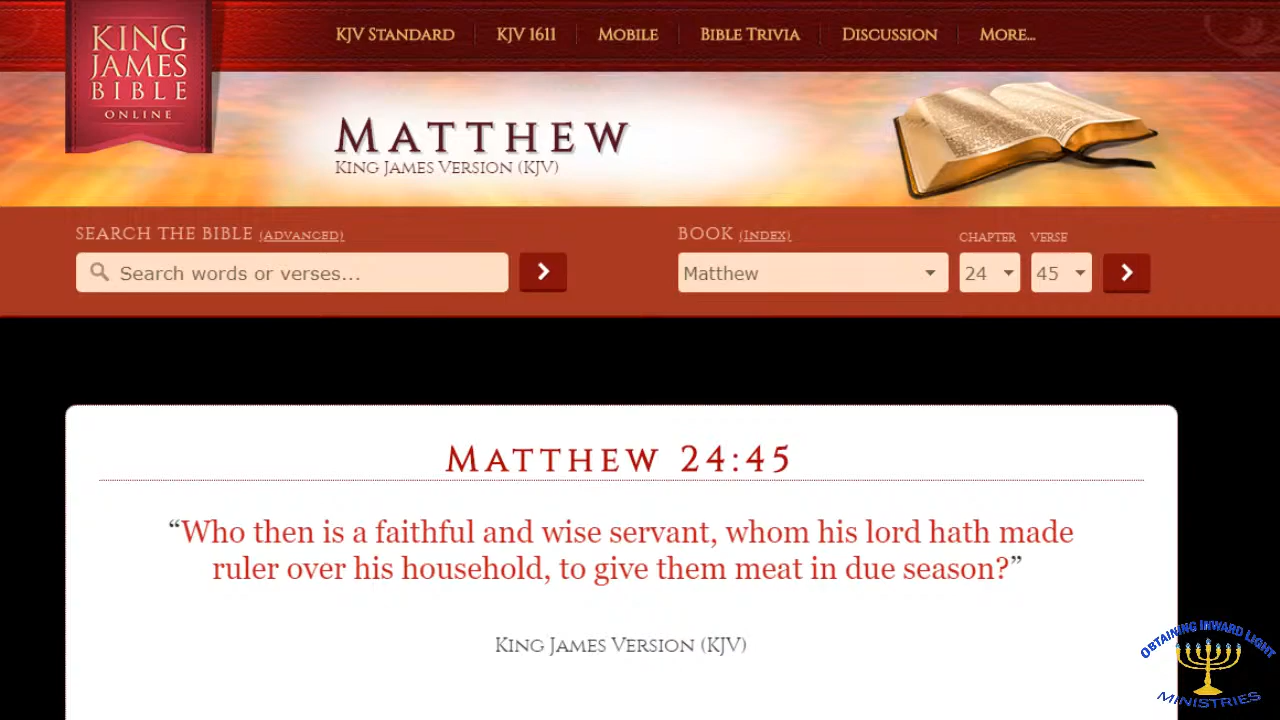 KING
JAMES
BIBLE
ONLINE
KJV STANDARD KJV 1611 MOBILE BIBLE TRIVIA DISCUSSION MORE...
MATTHEW
KING JAMES VERSION (KJV)
SEARCH THE BIBLE (ADVANCED)
Search words or verses...
BOOK (INDEX) CHAPTER VERSE
Matthew 24 45
MATTHEW 24:45
“Who then is a faithful and wise servant, whom his lord hath made
ruler over his household, to give them meat in due season?”
KING JAMES VERSION (KJV)
OBTAINING INWARD LIGHT
MINISTRIES